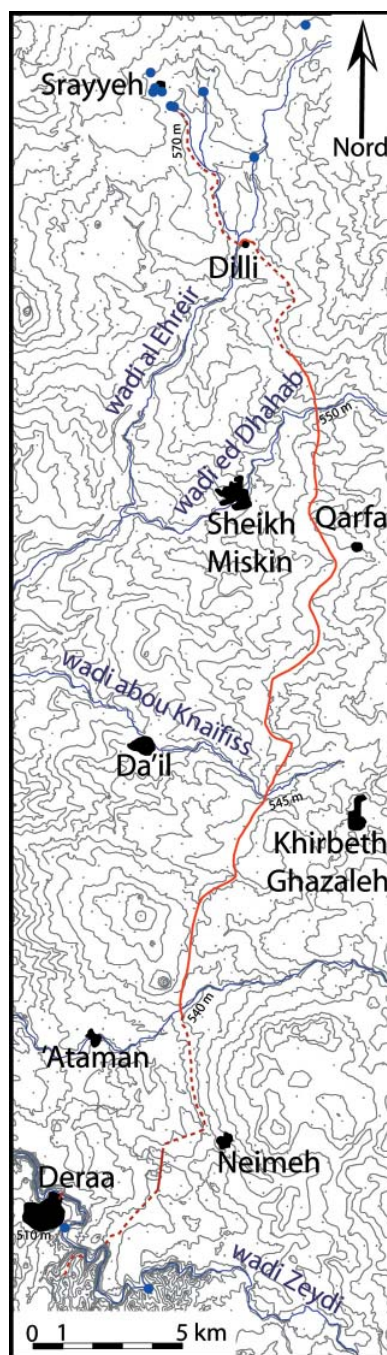 Srayyeh
Nord
570 m
Dilli
wadi al Ehreir
wadi ed Dhahab
550 m
Sheikh
Miskin
Qarfa
wadi abou Knaifiss
Da'il
545 m
Khirbeth
Ghazaleh
540 m
'Ataman
Neimeh
Deraa
510 m
wadi Zeydi
0 1 5 km